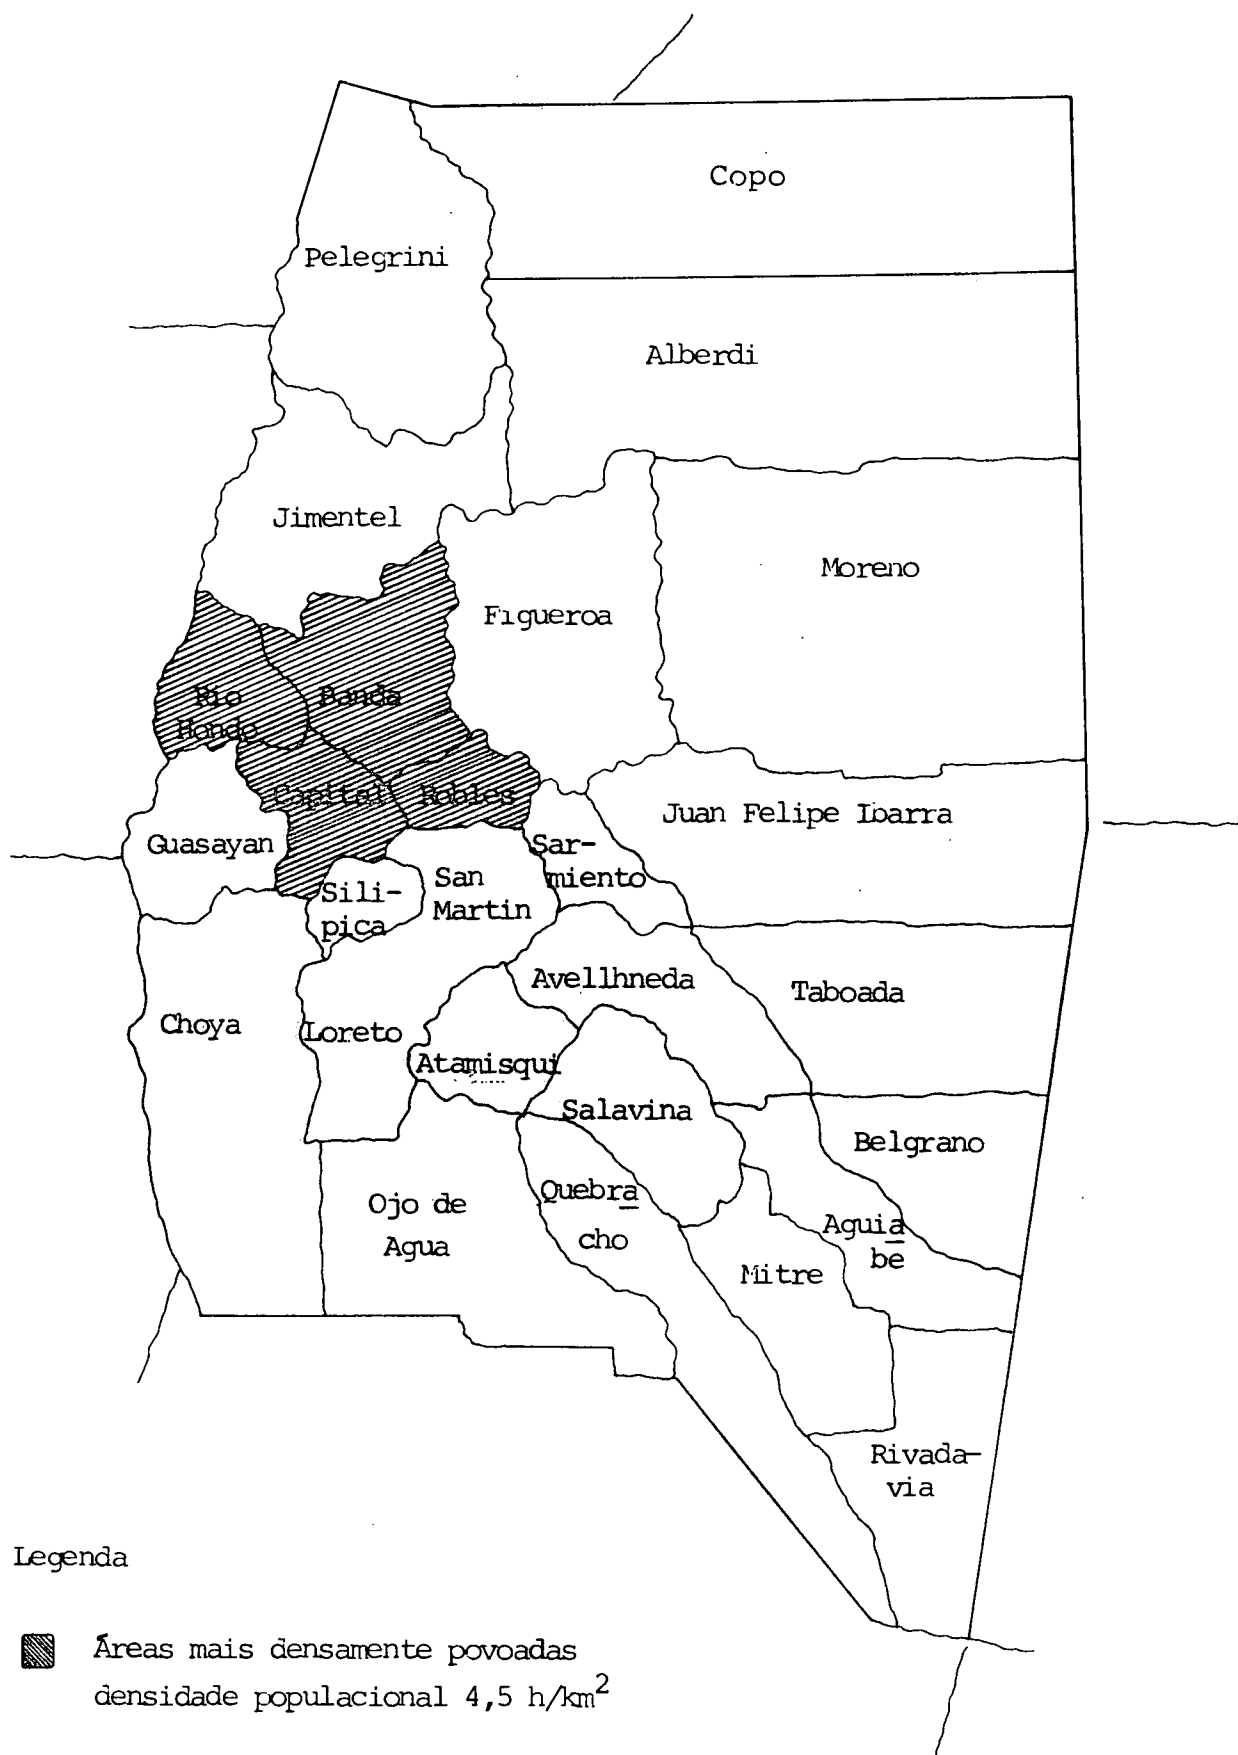 Copo
Pelegrini
Alberdi
Jimentel
Moreno
Figueroa
Rio
Hondo
Banda
Capital
Robles
Juan Felipe Ibarra
Guasayan
Sar-
miento
Sili-
pica
San
Martin
Avellhneda
Taboada
Choya
Loreto
Atamisqui
Salavina
Belgrano
Ojo de
Agua
Quebra
cho
Aguia
be
Mitre
Rivada-
via
Legenda
Áreas mais densamente povoadas
densidade populacional 4,5 h/km²